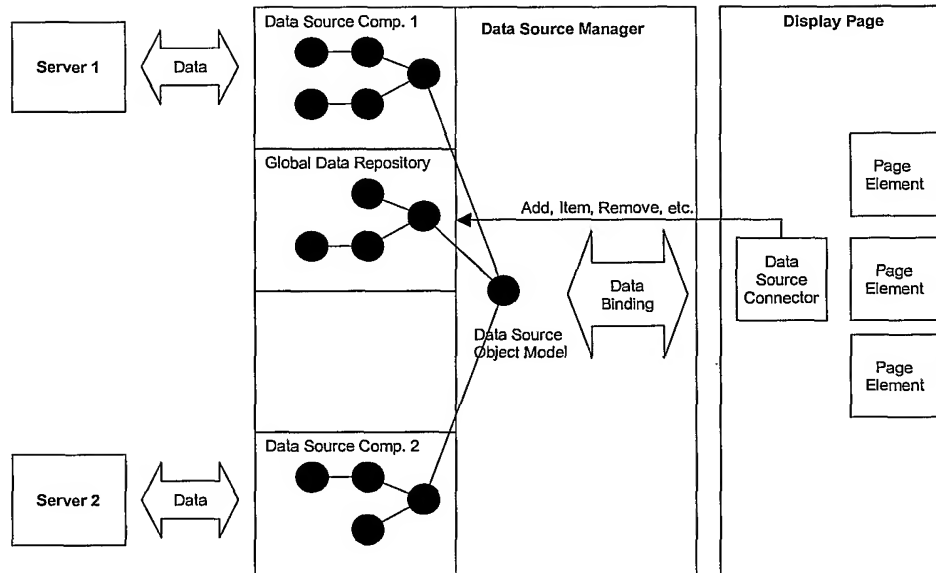 Data Source Comp. 1
Data Source Manager
Display Page
Server 1
Data
Global Data Repository
Page
Element
Add, Item, Remove, etc.
Data
Source
Connector
Page
Element
Data
Binding
Data Source
Object Model
Page
Element
Data Source Comp. 2
Server 2
Data